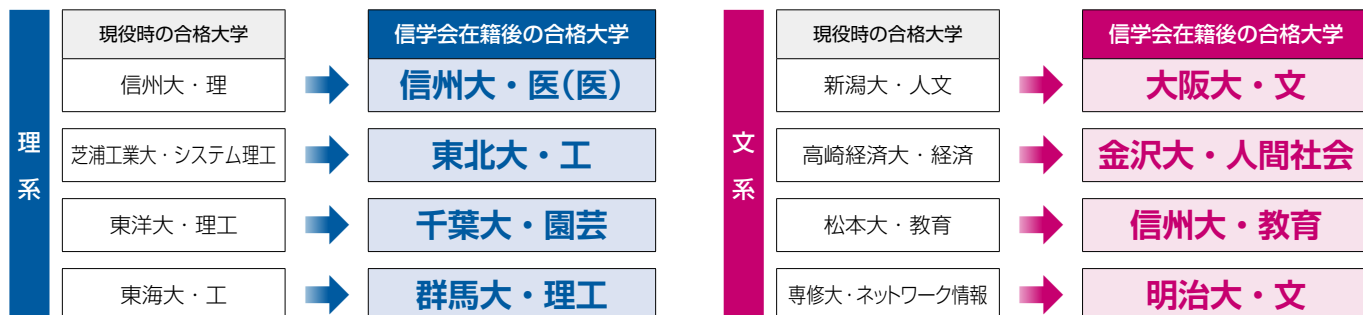 理系
現役時の合格大学
信学会在籍後の合格大学
信州大・理
信州大・医(医)
芝浦工業大・システム理工
東北大・工
東洋大・理工
千葉大・園芸
東海大・工
群馬大・理工
文系
現役時の合格大学
信学会在籍後の合格大学
新潟大・人文
大阪大・文
高崎経済大・経済
金沢大・人間社会
松本大・教育
信州大・教育
専修大・ネットワーク情報
明治大・文